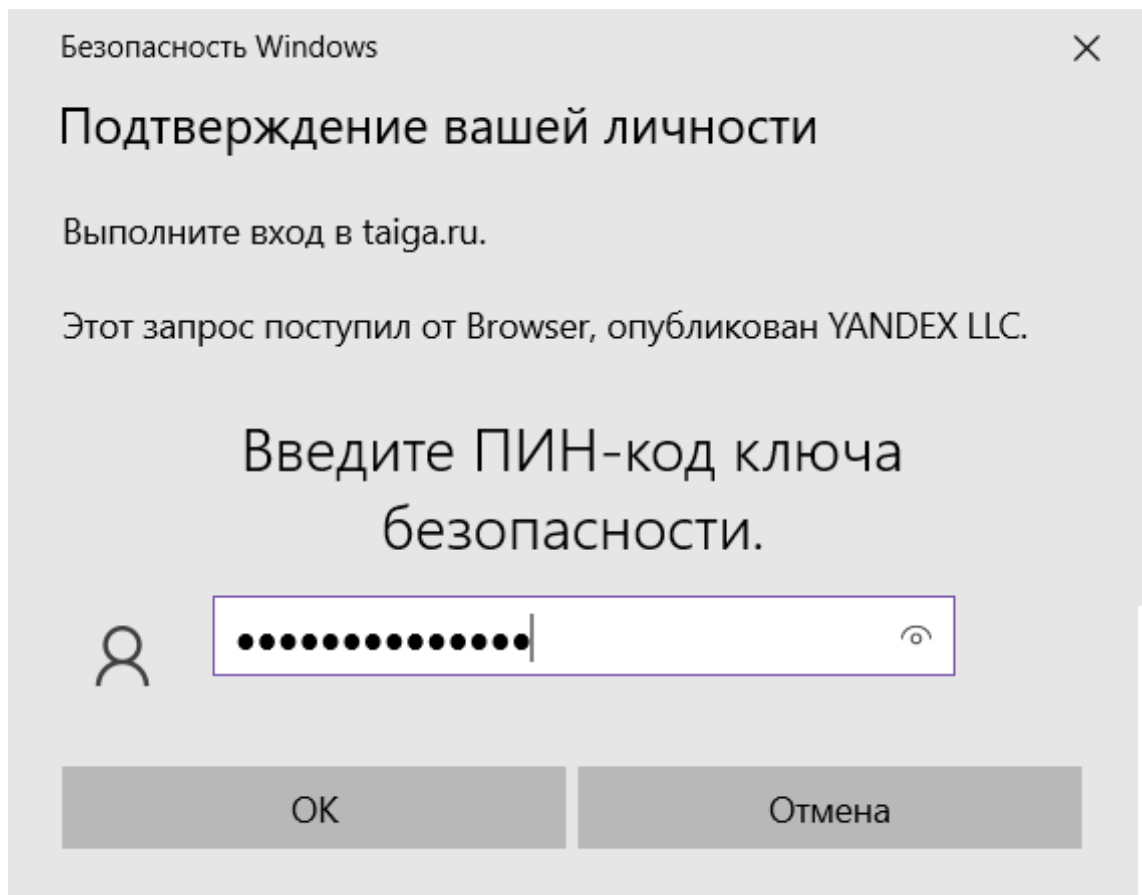 Безопасность Windows
Подтверждение вашей личности
Выполните вход в taiga.ru.
Этот запрос поступил от Browser, опубликован YANDEX LLC.
Введите ПИН-код ключа
безопасности.
●●●●●●●●●●●●●●
OK
Отмена